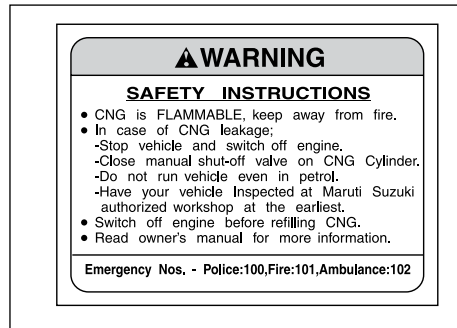 WARNING
SAFETY INSTRUCTIONS
● CNG is FLAMMABLE, keep away from fire.
● In case of CNG leakage;
-Stop vehicle and switch off engine.
-Close manual shut-off valve on CNG Cylinder.
-Do not run vehicle even in petrol.
-Have your vehicle Inspected at Maruti Suzuki
authorized workshop at the earliest.
● Switch off engine before refilling CNG.
● Read owner's manual for more information.
Emergency Nos. - Police:100,Fire:101,Ambulance:102